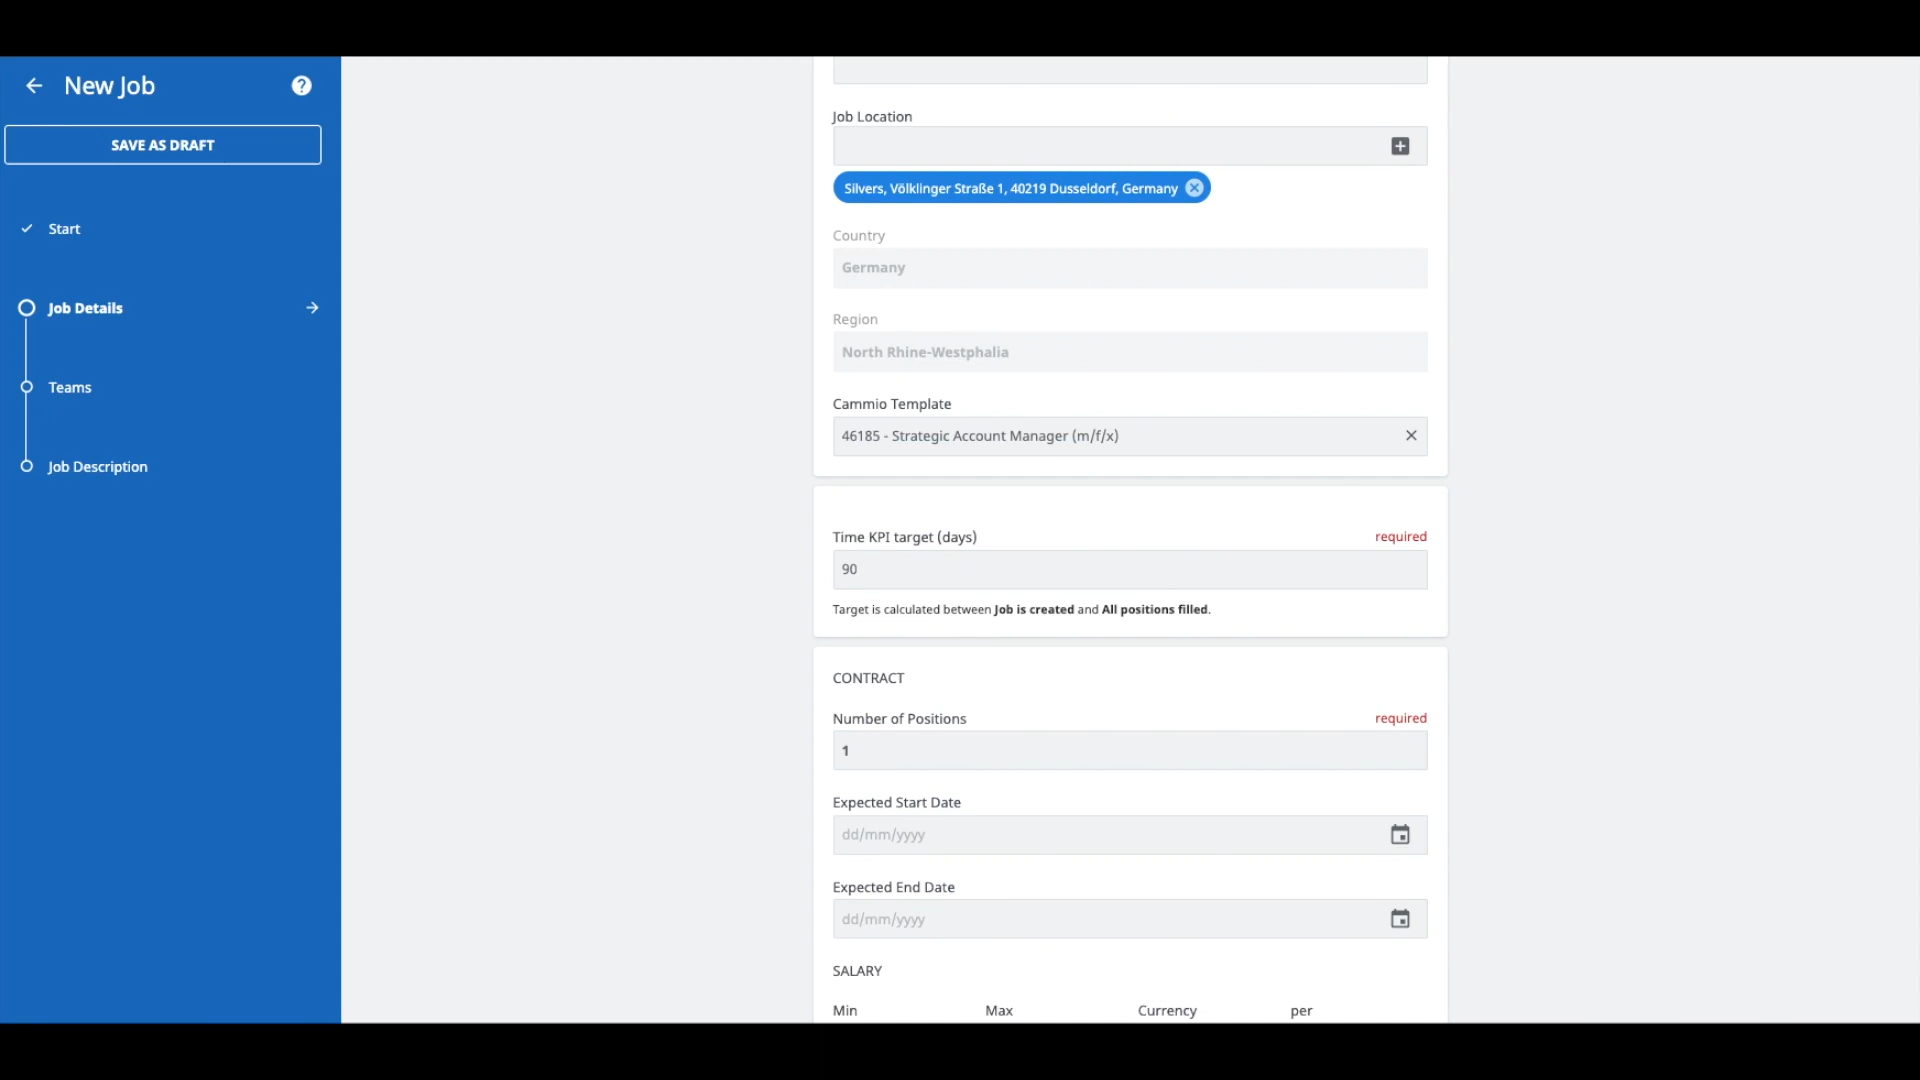 New Job
?
SAVE AS DRAFT
Start
Job Details
Teams
Job Description
Job Location
Silvers, Völklinger Straße 1, 40219 Dusseldorf, Germany
Country
Germany
Region
North Rhine-Westphalia
Cammio Template
46185 - Strategic Account Manager (m/f/x)
Time KPI target (days) required
90
Target is calculated between Job is created and All positions filled.
CONTRACT
Number of Positions required
1
Expected Start Date
dd/mm/yyyy
Expected End Date
dd/mm/yyyy
SALARY
Min Max Currency per